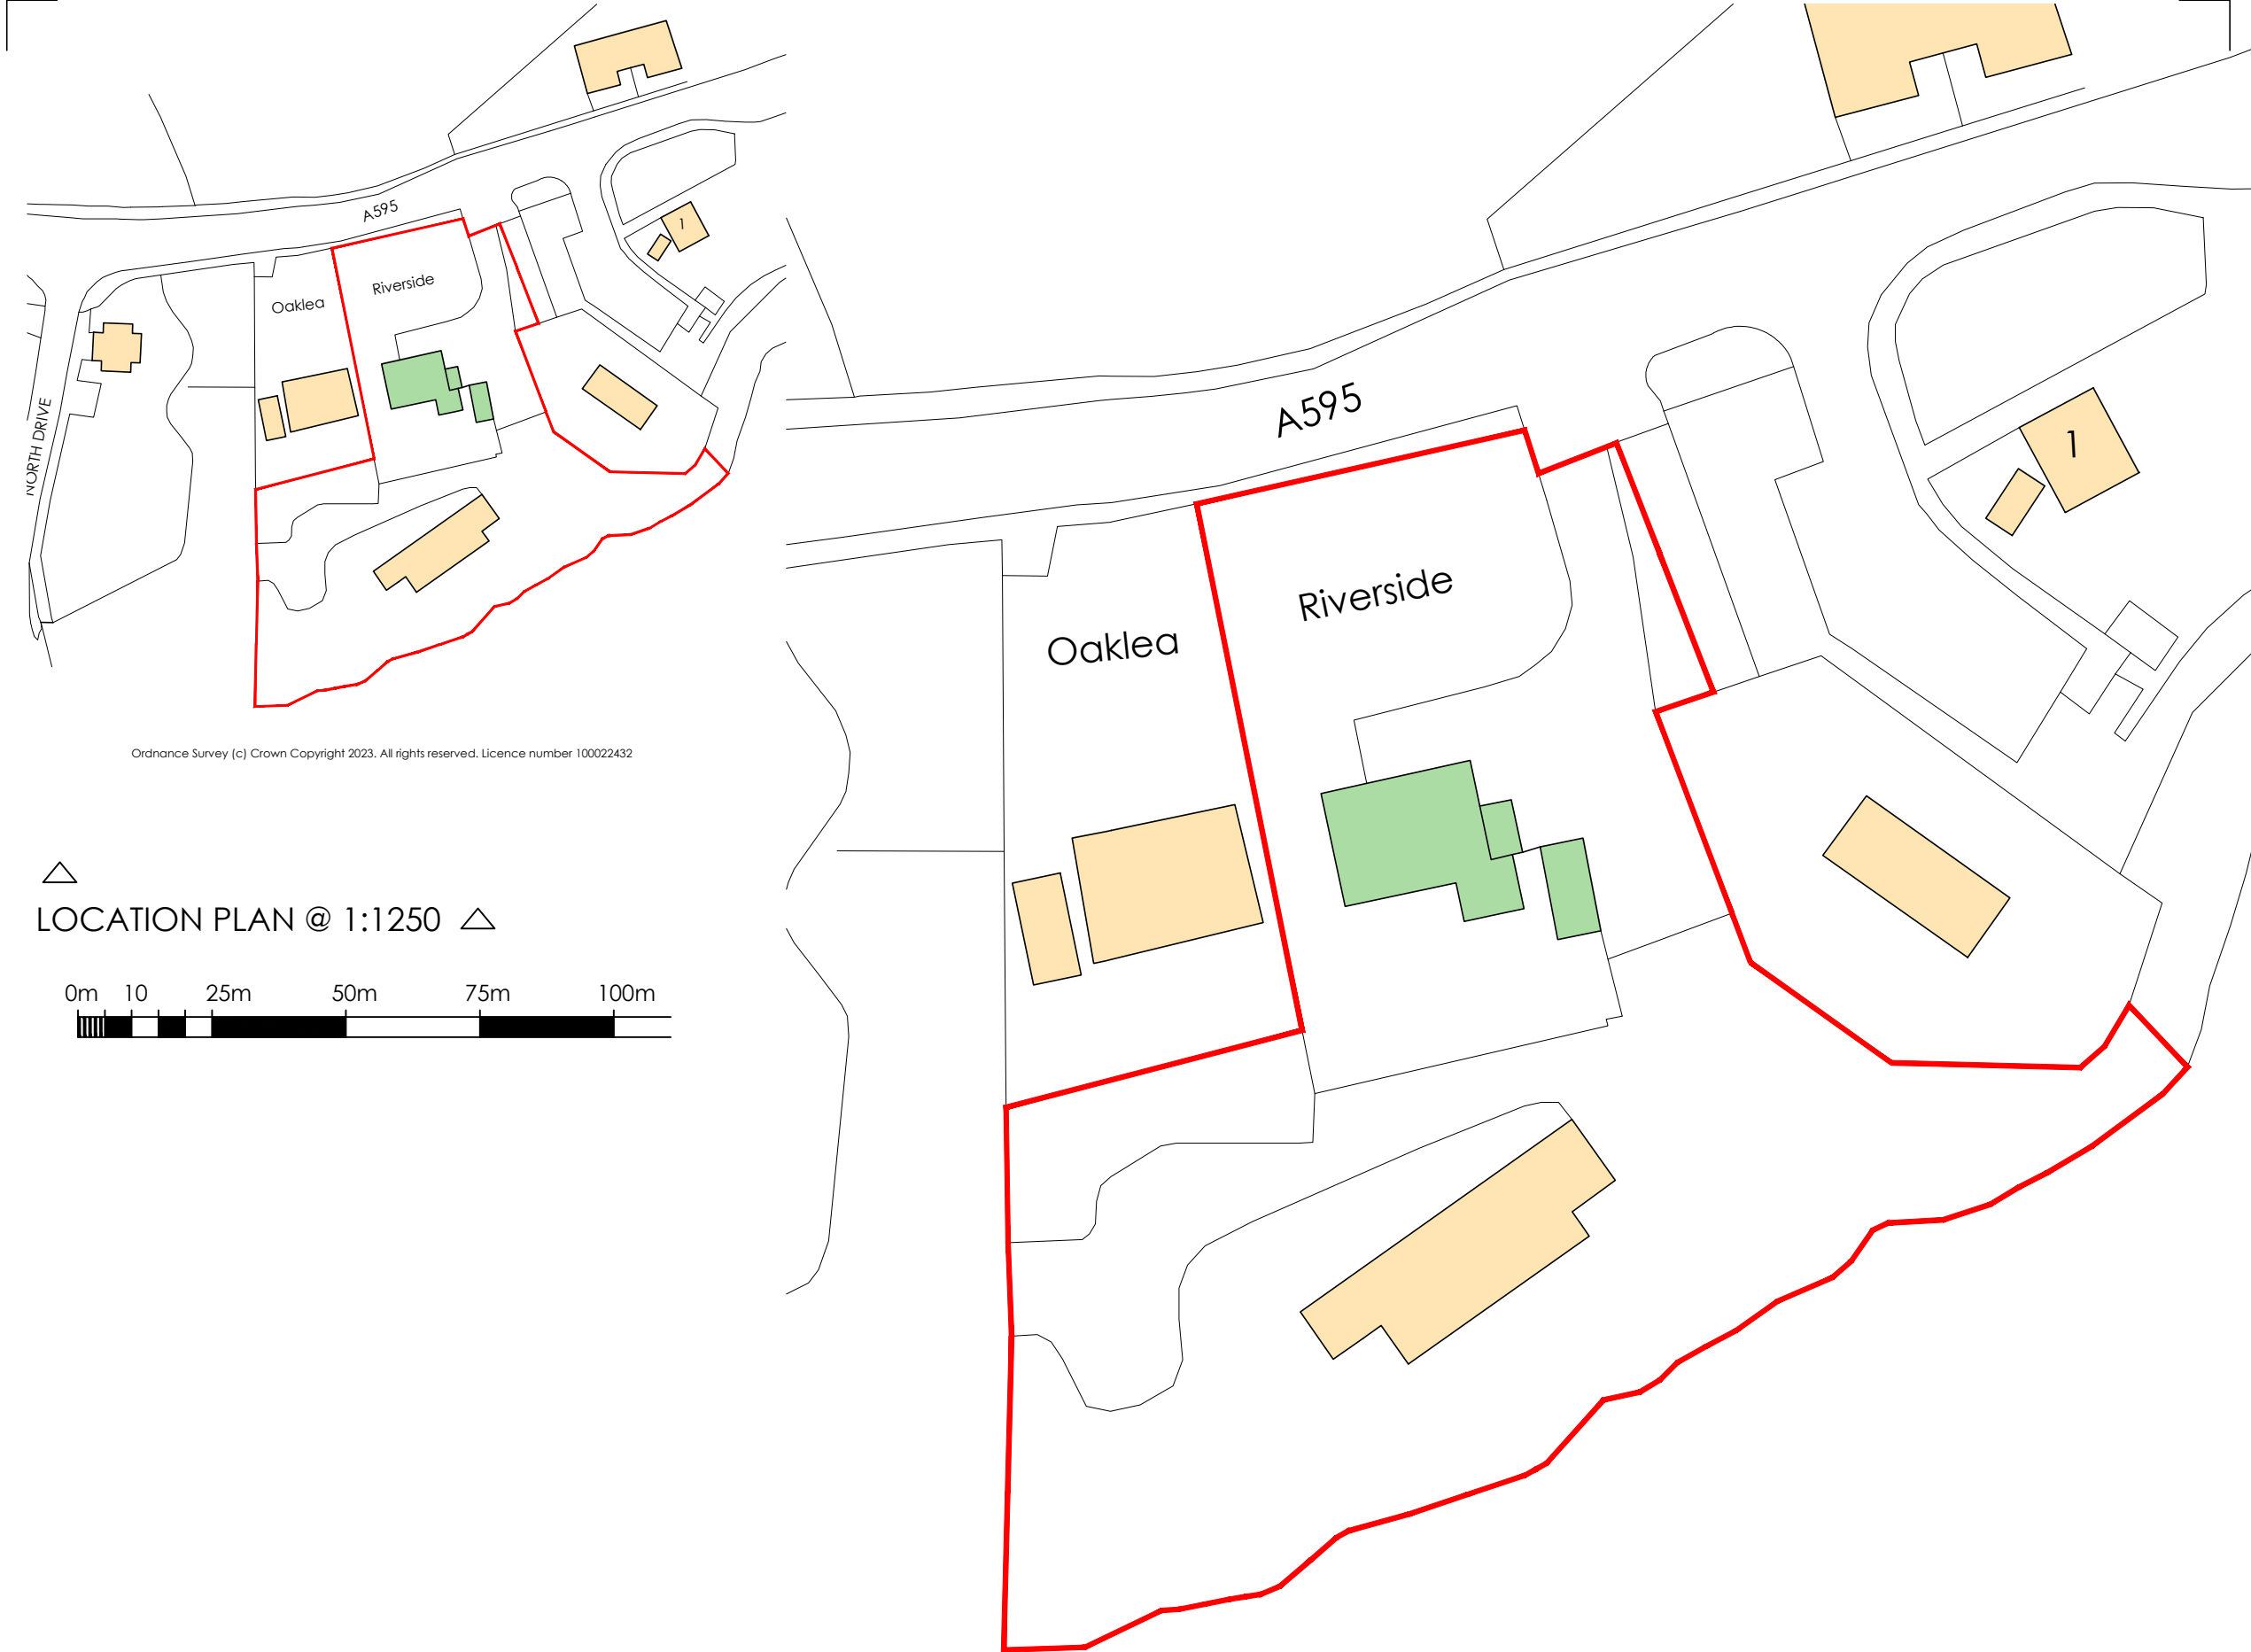 A595
1
Riverside
Oaklea
NORTH DRIVE
Ordnance Survey (c) Crown Copyright 2023. All rights reserved. Licence number 100022432
LOCATION PLAN @ 1:1250
0m 10 25m 50m 75m 100m
A595
1
Riverside
Oaklea